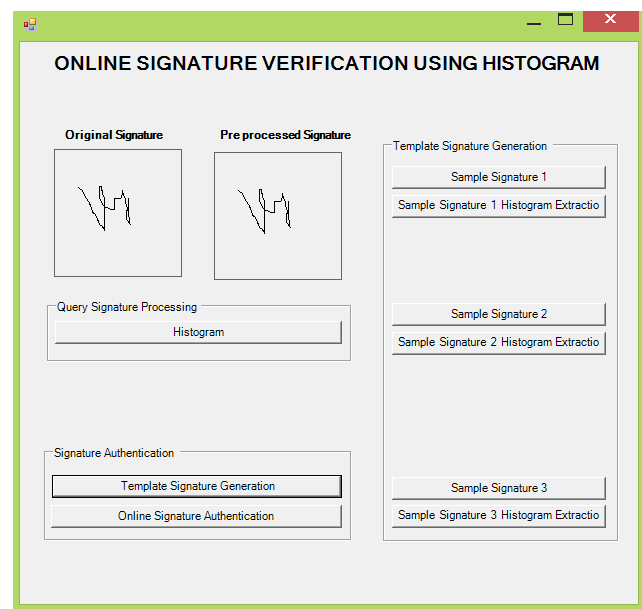 ONLINE SIGNATURE VERIFICATION USING HISTOGRAM
Original Signature
Pre processed Signature
Query Signature Processing
Histogram
Signature Authentication
Template Signature Generation
Online Signature Authentication
Template Signature Generation
Sample Signature 1
Sample Signature 1 Histogram Extractio
Sample Signature 2
Sample Signature 2 Histogram Extractio
Sample Signature 3
Sample Signature 3 Histogram Extractio